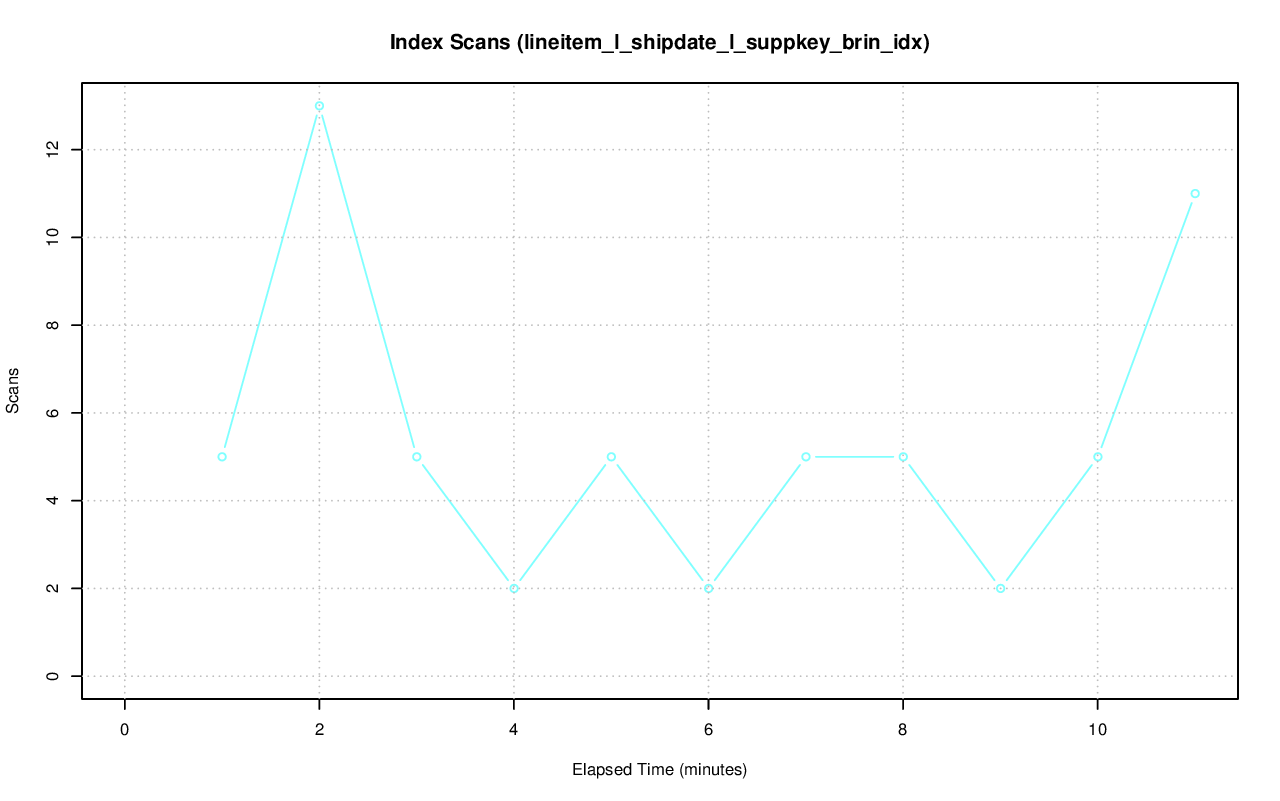 Index Scans (lineitem_l_shipdate_l_suppkey_brin_idx)
Scans
12
10
8
6
4
2
0
0 2 4 6 8 10
Elapsed Time (minutes)